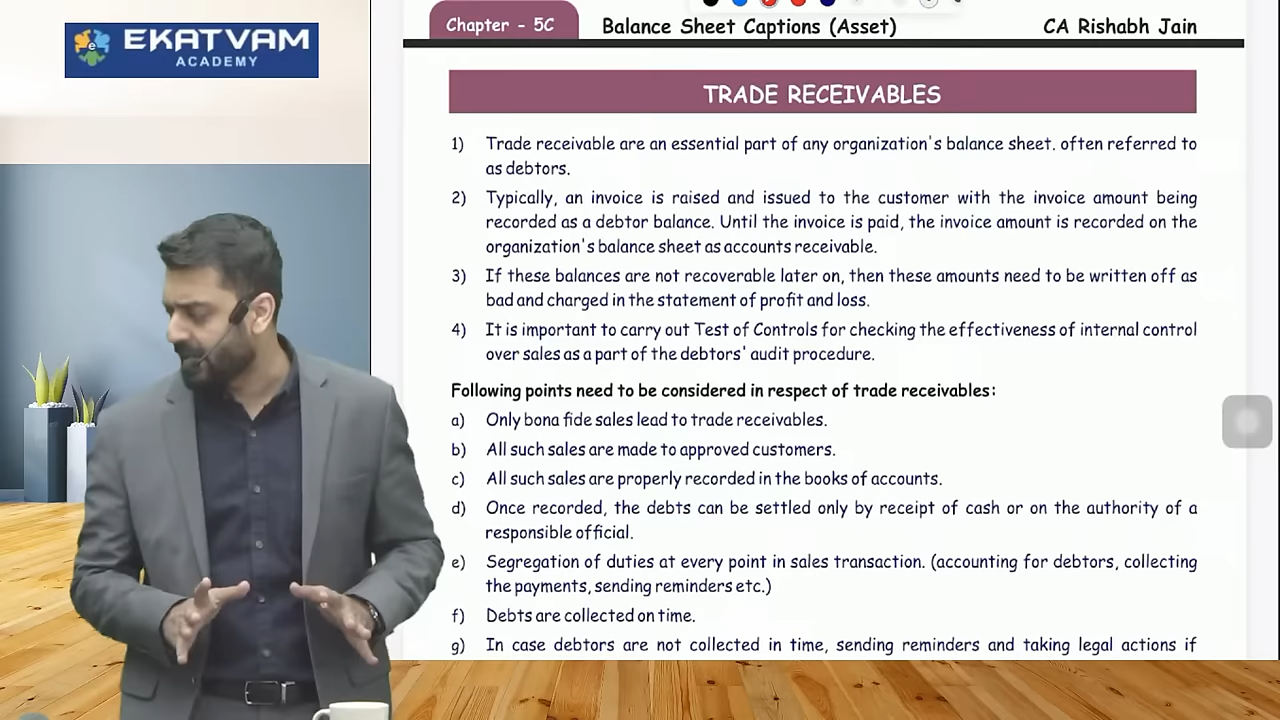 EKATVAM
ACADEMY
Chapter - 5C
Balance Sheet Captions (Asset)
CA Rishabh Jain
TRADE RECEIVABLES
1) Trade receivable are an essential part of any organization's balance sheet. often referred to
as debtors.
2) Typically, an invoice is raised and issued to the customer with the invoice amount being
recorded as a debtor balance. Until the invoice is paid, the invoice amount is recorded on the
organization's balance sheet as accounts receivable.
3) If these balances are not recoverable later on, then these amounts need to be written off as
bad and charged in the statement of profit and loss.
4) It is important to carry out Test of Controls for checking the effectiveness of internal control
over sales as a part of the debtors' audit procedure.
Following points need to be considered in respect of trade receivables:
a) Only bona fide sales lead to trade receivables.
b) All such sales are made to approved customers.
c) All such sales are properly recorded in the books of accounts.
d) Once recorded, the debts can be settled only by receipt of cash or on the authority of a
responsible official.
e) Segregation of duties at every point in sales transaction. (accounting for debtors, collecting
the payments, sending reminders etc.)
f) Debts are collected on time.
g) In case debtors are not collected in time, sending reminders and taking legal actions if